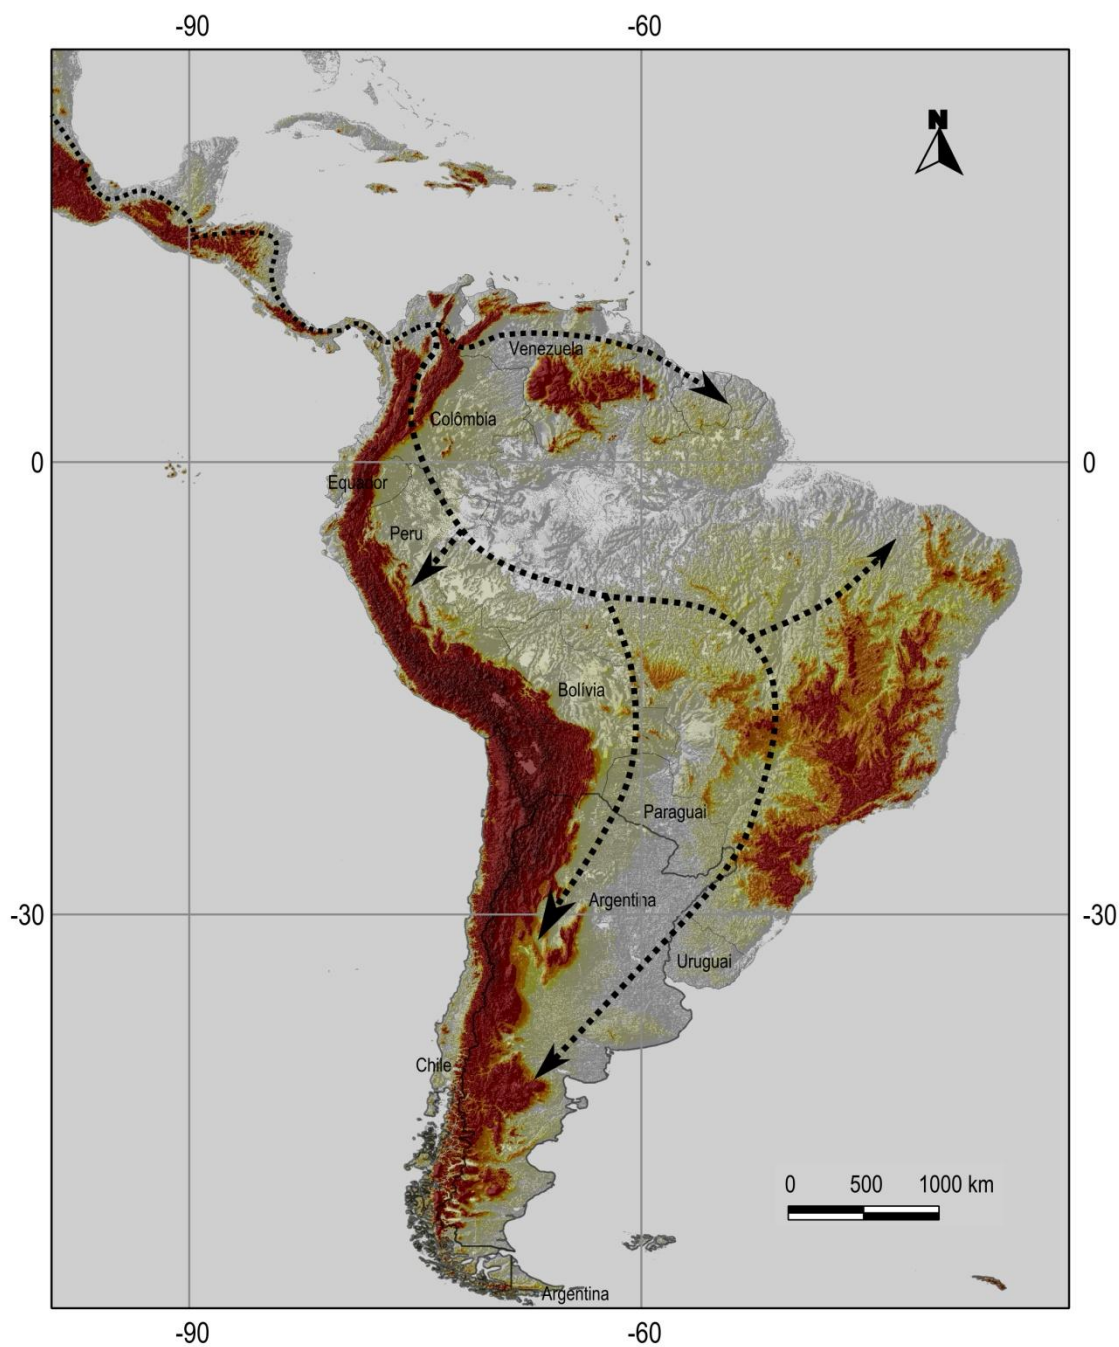 -90 -60
N
Venezuela
Colômbia
0 0
Equador
Peru
Bolívia
Paraguai
Argentina
-30 -30
Uruguai
Chile
0 500 1000 km
Argentina
-90 -60